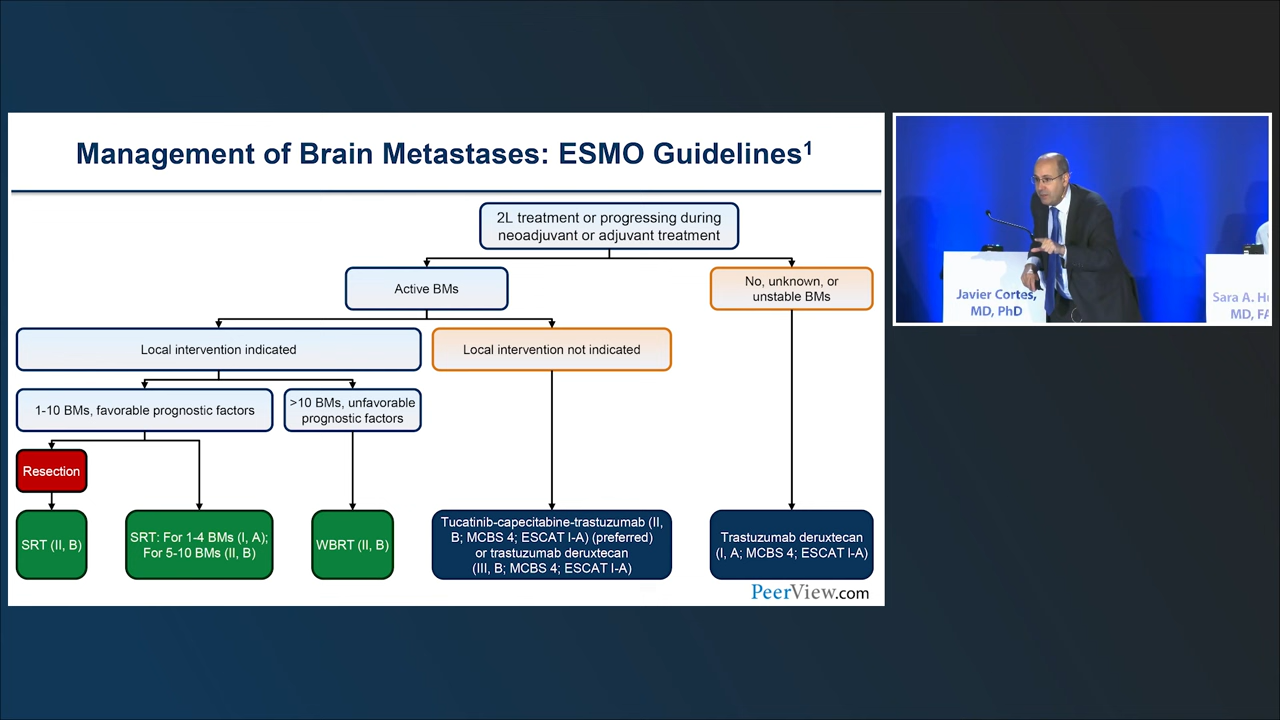 Management of Brain Metastases: ESMO Guidelines1
2L treatment or progressing during
neoadjuvant or adjuvant treatment
Active BMs
No, unknown, or
unstable BMs
Local intervention indicated
Local intervention not indicated
1-10 BMs, favorable prognostic factors
>10 BMs, unfavorable
prognostic factors
Resection
SRT (II, B)
SRT: For 1-4 BMs (I, A);
For 5-10 BMs (II, B)
WBRT (II, B)
Tucatinib-capecitabine-trastuzumab (II,
B; MCBS 4; ESCAT I-A) (preferred)
or trastuzumab deruxtecan
(III, B; MCBS 4; ESCAT I-A)
Trastuzumab deruxtecan
(I, A; MCBS 4; ESCAT I-A)
PeerView.com
Javier Cortes,
MD, PhD
Sara A. H
MD, FA